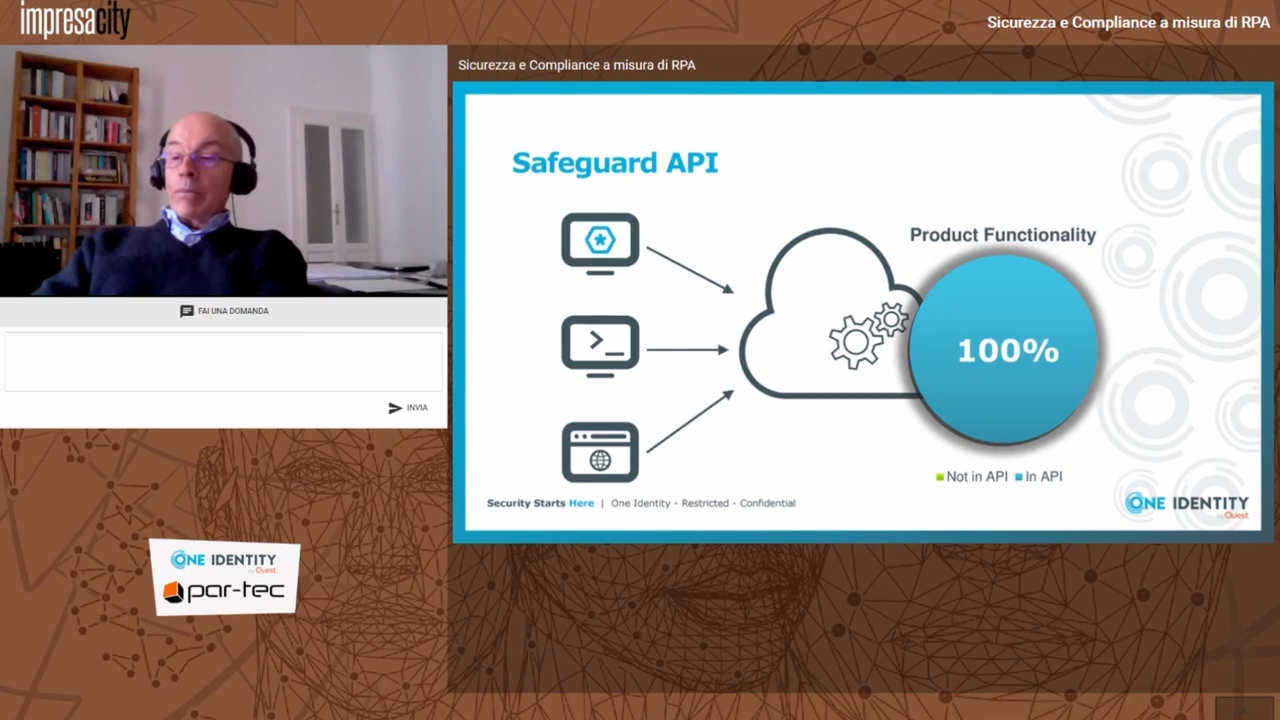 impresacity
Sicurezza e Compliance a misura di RPA
Sicurezza e Compliance a misura di RPA
FAI UNA DOMANDA
INVIA
Safeguard API
Product Functionality
100%
Not in API In API
Security Starts Here | One Identity - Restricted - Confidential
ONE IDENTITY
by Quest
ONE IDENTITY
by Quest
par-tec